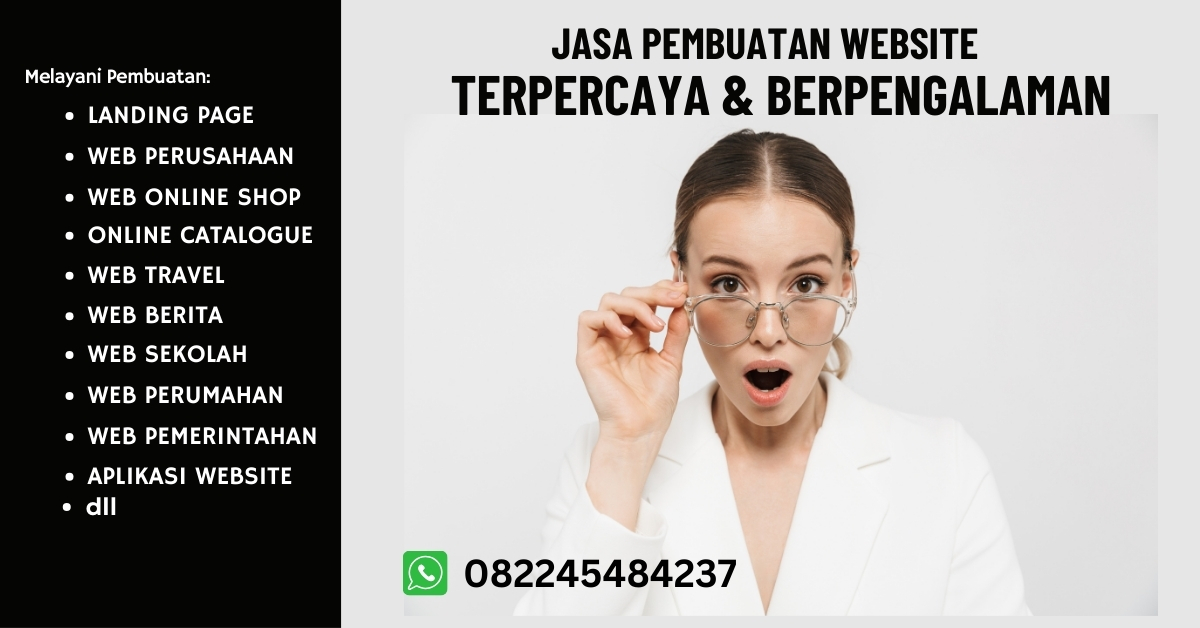 Melayani Pembuatan:
LANDING PAGE
WEB PERUSAHAAN
WEB ONLINE SHOP
ONLINE CATALOGUE
WEB TRAVEL
WEB BERITA
WEB SEKOLAH
WEB PERUMAHAN
WEB PEMERINTAHAN
APLIKASI WEBSITE
dll
JASA PEMBUATAN WEBSITE
TERPERCAYA & BERPENGALAMAN
082245484237